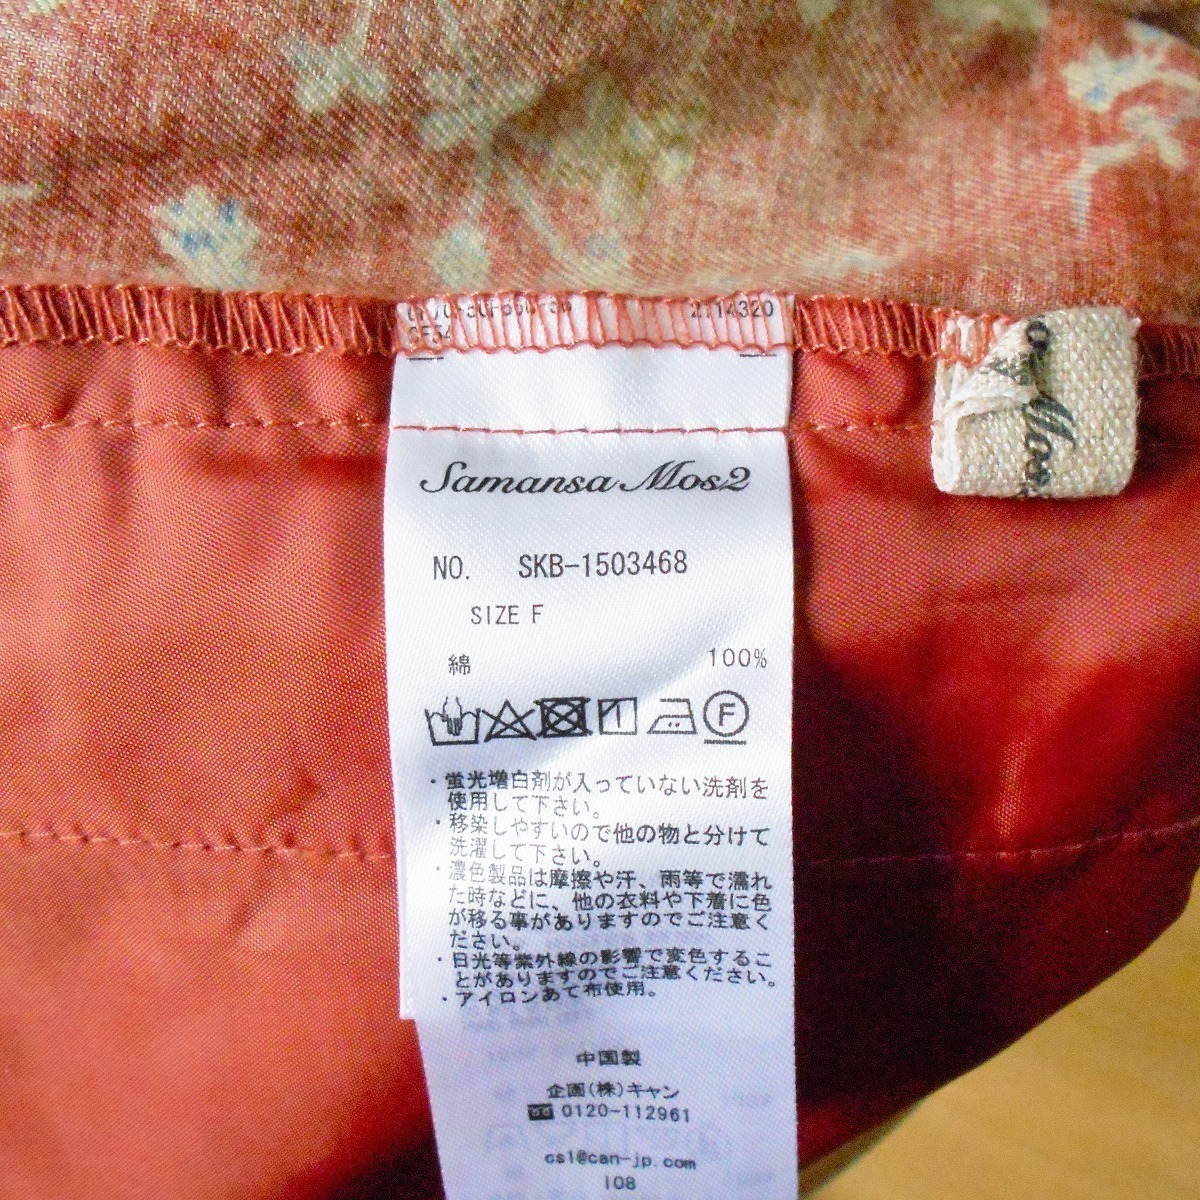 2.14320
Samansa Mos2
NO. SKB-1503468
SIZE F
綿 100%
F
・蛍光増白剤が入っていない洗剤を
使用して下さい。
・移染しやすいので他の物と分けて
洗濯して下さい。
・濃色製品は摩擦や汗、雨等で濡れ
た時などに、他の衣料や下着に色
が移る事がありますのでご注意く
ださい。
・日光等紫外線の影響で変色するこ
とがありますのでご注意ください。
・アイロンあて布使用。
中国製
企画(株)キャン
0120-112961
cs1@can-jp.com
108